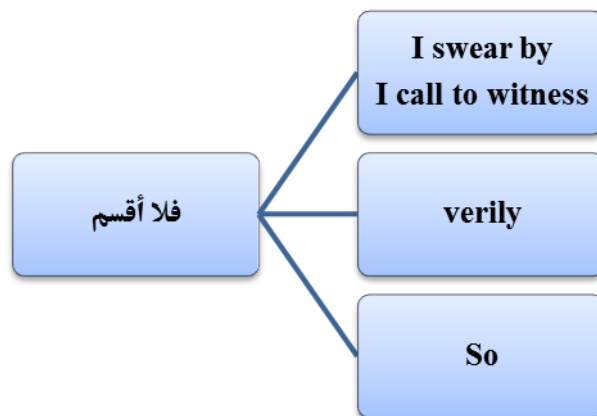 فلا أقسم
I swear by
I call to witness
verily
So